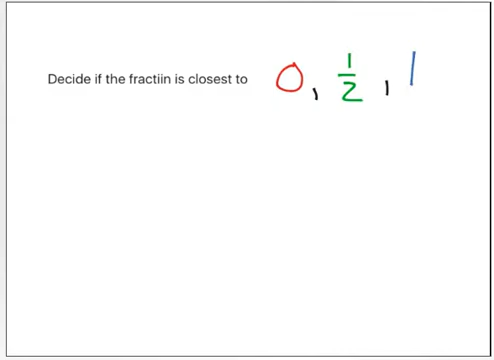 Decide if the fractiin is closest to 0, 1/2, 1